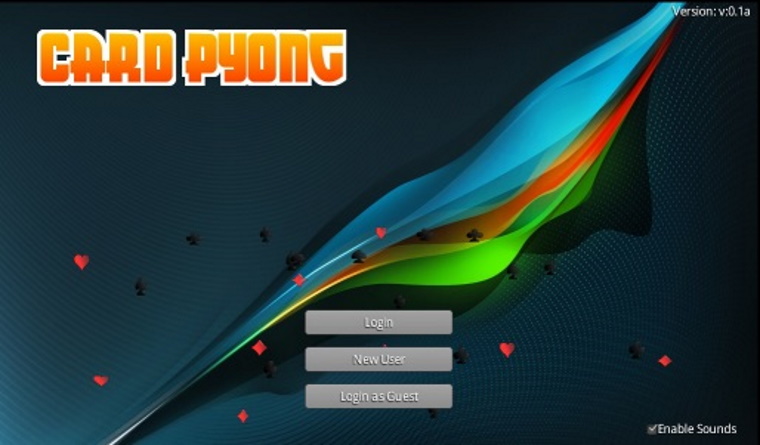 Version: v:0.1a
CARD PYONG
Login
New User
Login as Guest
Enable Sounds